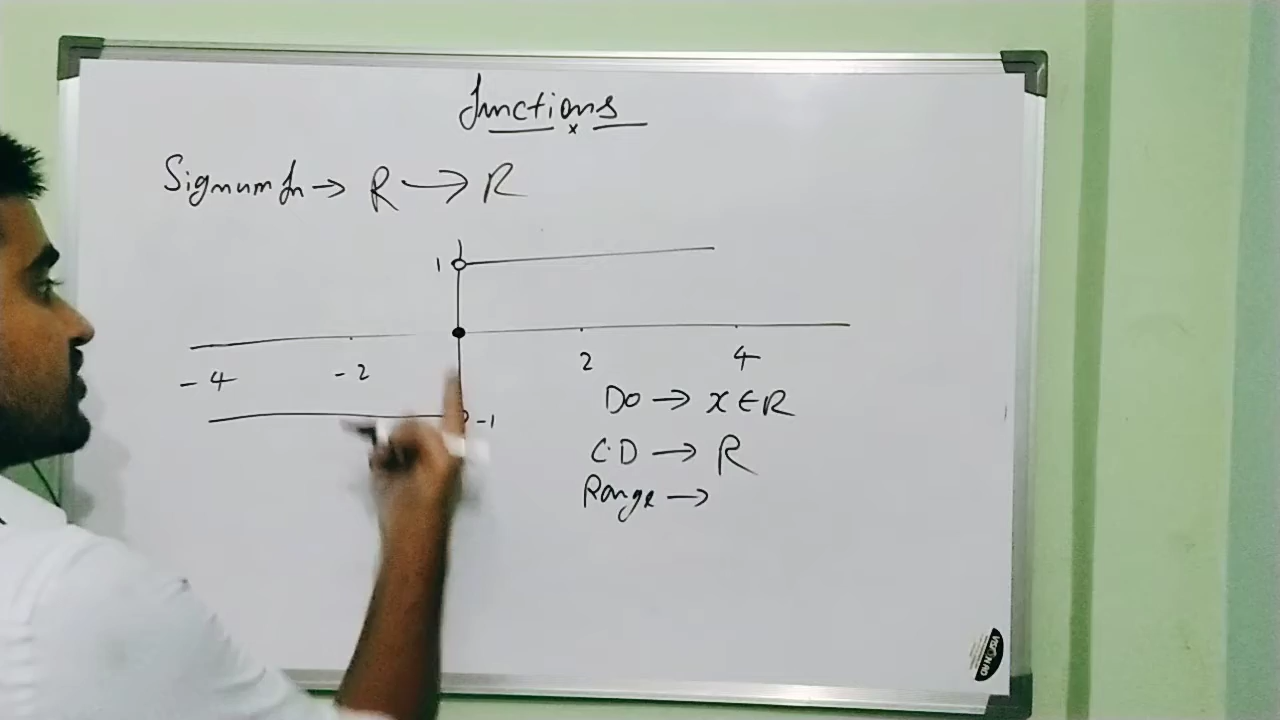 functions
x
Signum fn → R → R
1
-4 -2 2 4
-1
Do → x ∈ R
C.D → R
Range →